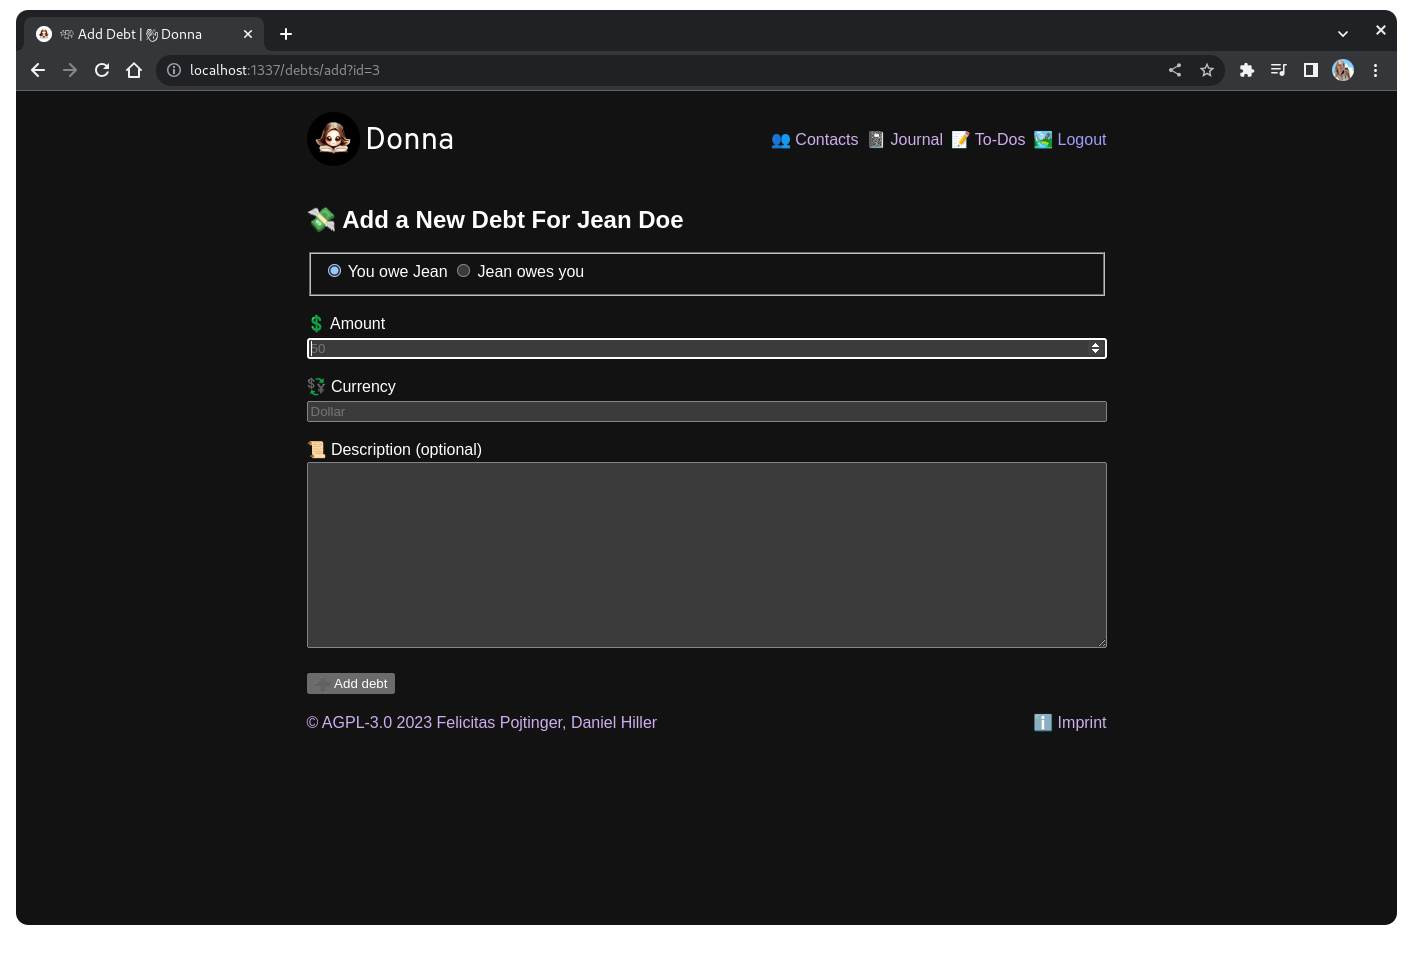 Add Debt | Donna
localhost:1337/debts/add?id=3
Donna
👥 Contacts 📓 Journal 📝 To-Dos 🏞️ Logout
💸 Add a New Debt For Jean Doe
You owe Jean Jean owes you
💲 Amount
50
💱 Currency
Dollar
📜 Description (optional)
➕ Add debt
© AGPL-3.0 2023 Felicitas Pojtinger, Daniel Hiller
ℹ️ Imprint